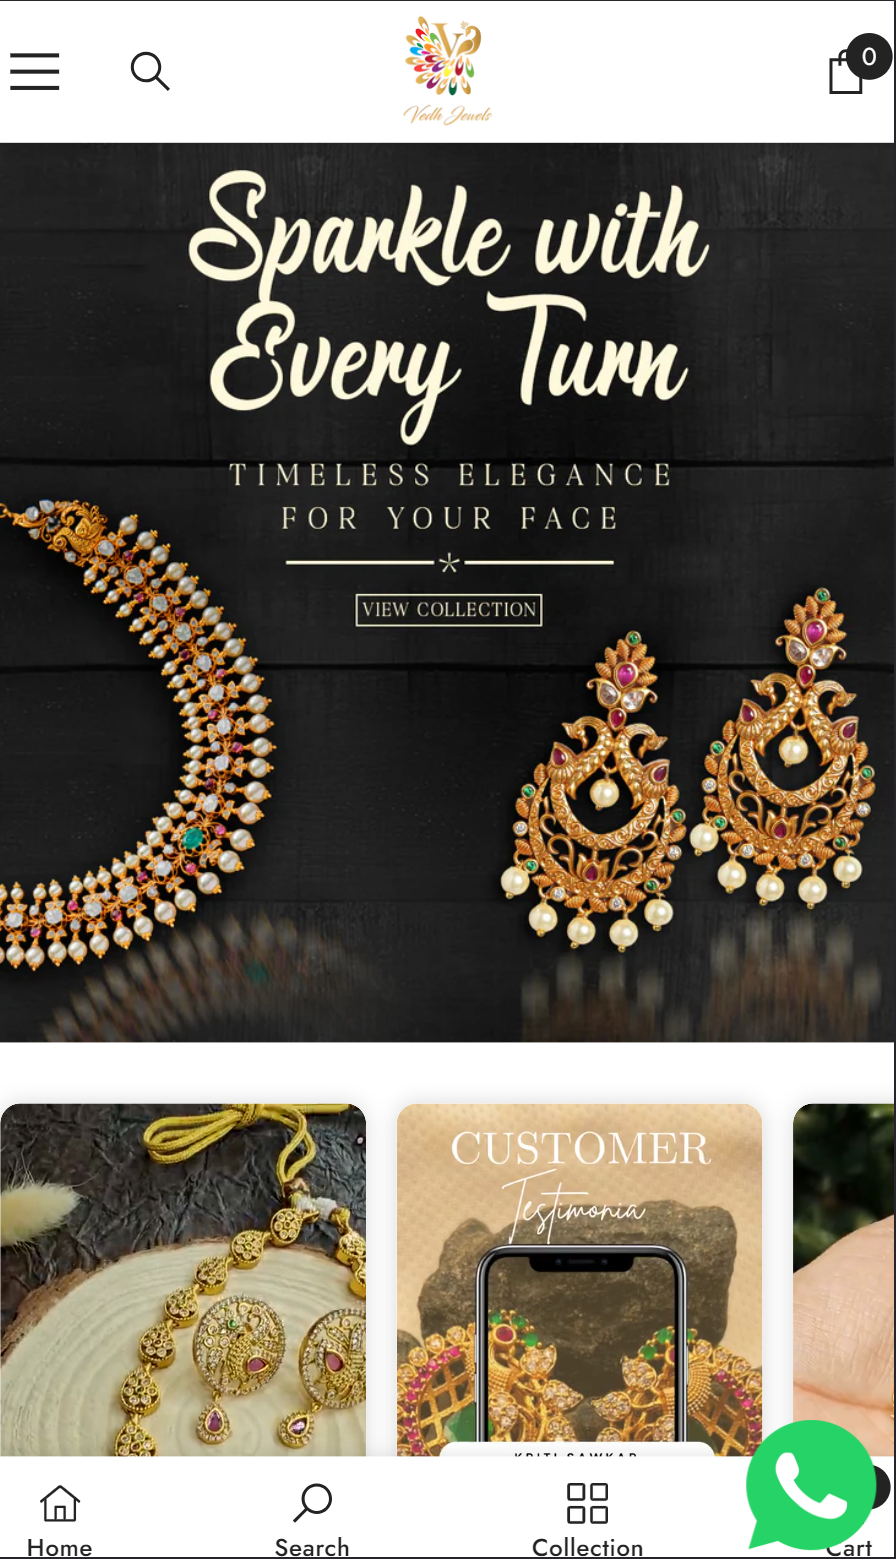 0
Vedh Jewels
Sparkle with
Every Turn
TIMELESS ELEGANCE
FOR YOUR FACE
VIEW COLLECTION
CUSTOMER
Testimonia
KRITI SAWKAR
Home
Search
Collection
Cart